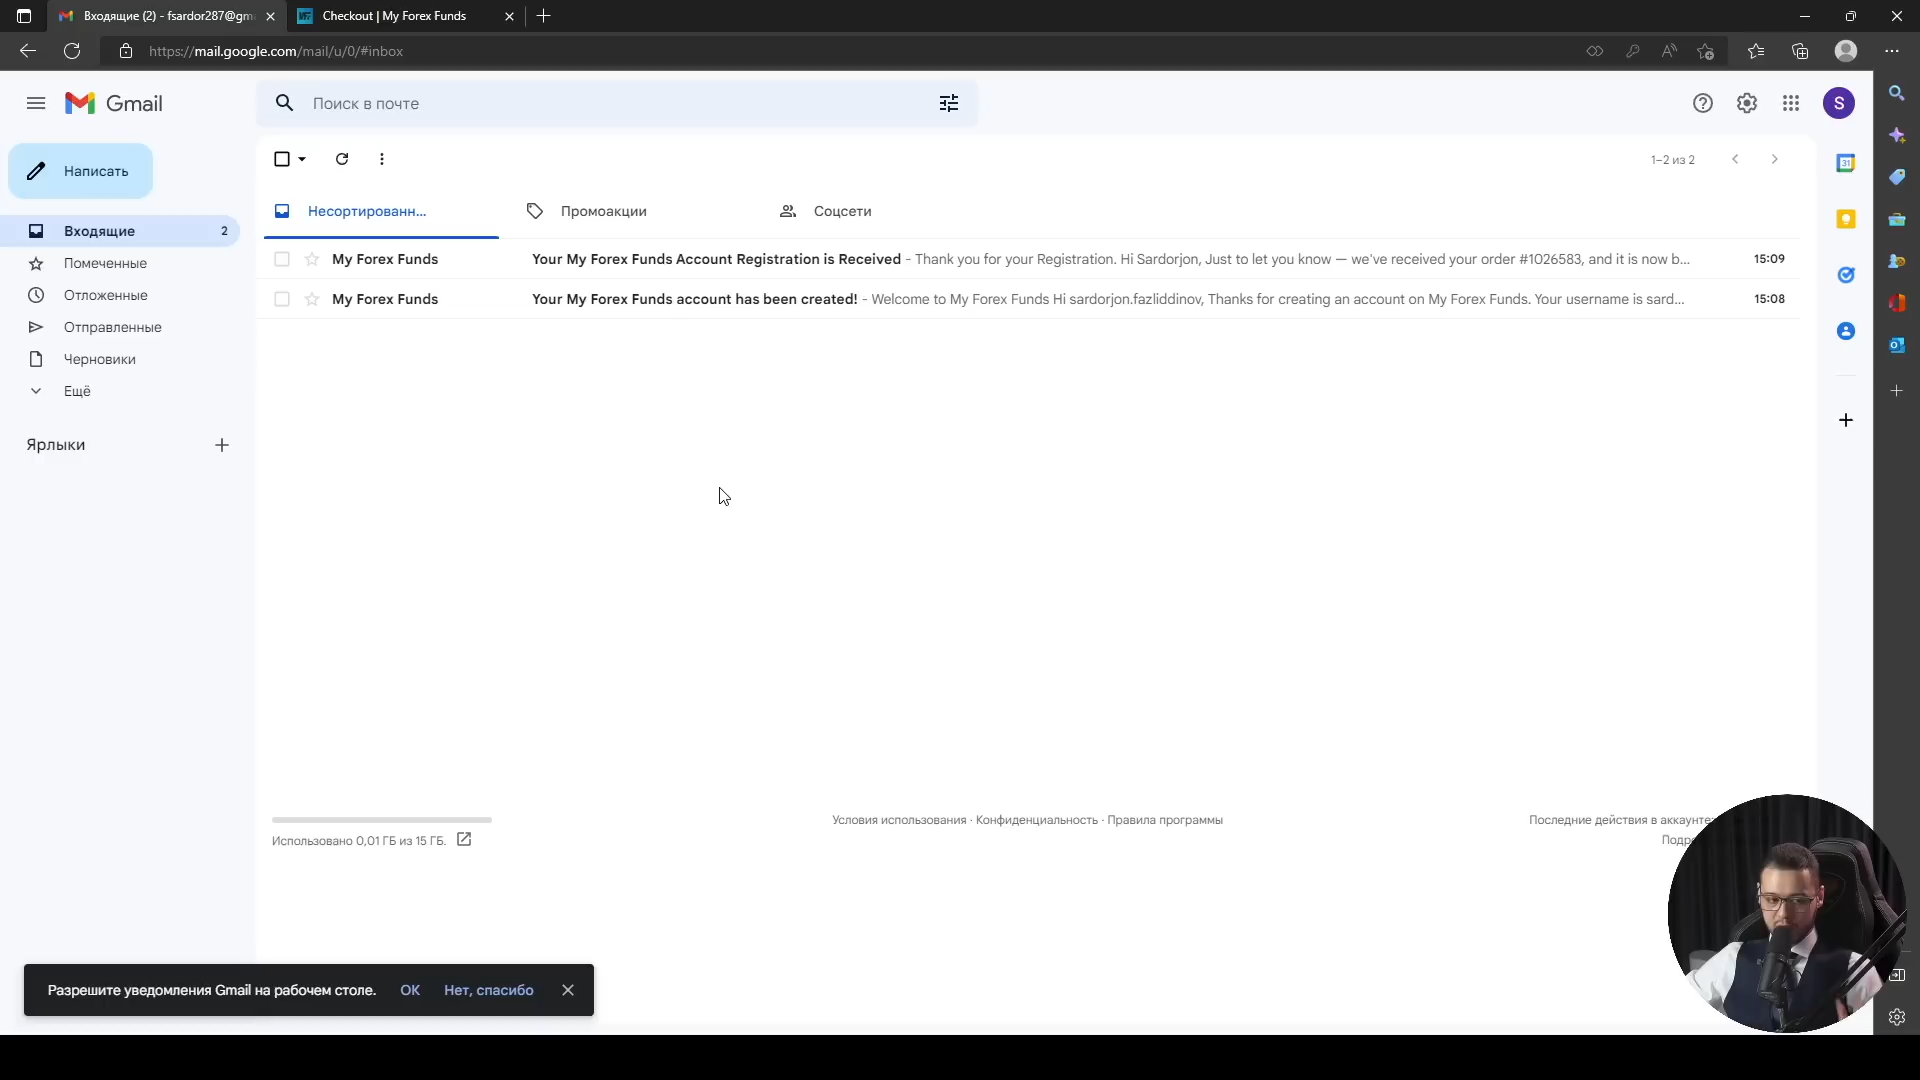 Входящие (2) - fsardor287@gm
Checkout | My Forex Funds
https://mail.google.com/mail/u/0/#inbox
Gmail
Поиск в почте
S
Написать
1–2 из 2
31
Несортированн...
Промоакции
Соцсети
Входящие 2
Помеченные
Отложенные
Отправленные
Черновики
Ещё
Ярлыки
My Forex Funds Your My Forex Funds Account Registration is Received - Thank you for your Registration. Hi Sardorjon, Just to let you know — we've received your order #1026583, and it is now b... 15:09
My Forex Funds Your My Forex Funds account has been created! - Welcome to My Forex Funds Hi sardorjon.fazliddinov, Thanks for creating an account on My Forex Funds. Your username is sard... 15:08
Использовано 0,01 ГБ из 15 ГБ.
Условия использования · Конфиденциальность · Правила программы
Последние действия в аккаунте:
Разрешите уведомления Gmail на рабочем столе. ОК Нет, спасибо